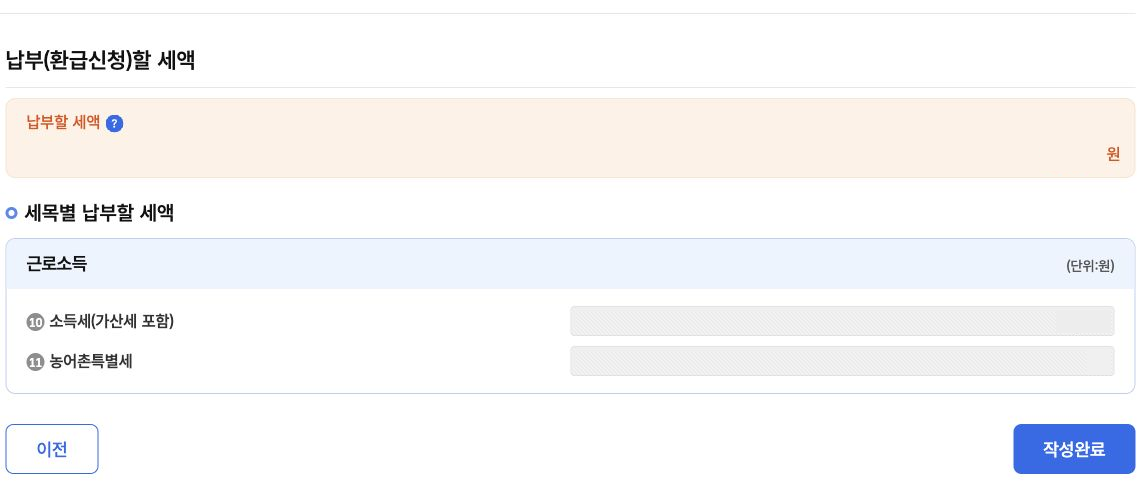 납부(환급신청)할 세액
납부할 세액 ?
원
세목별 납부할 세액
근로소득 (단위:원)
10 소득세(가산세 포함)
11 농어촌특별세
이전 작성완료